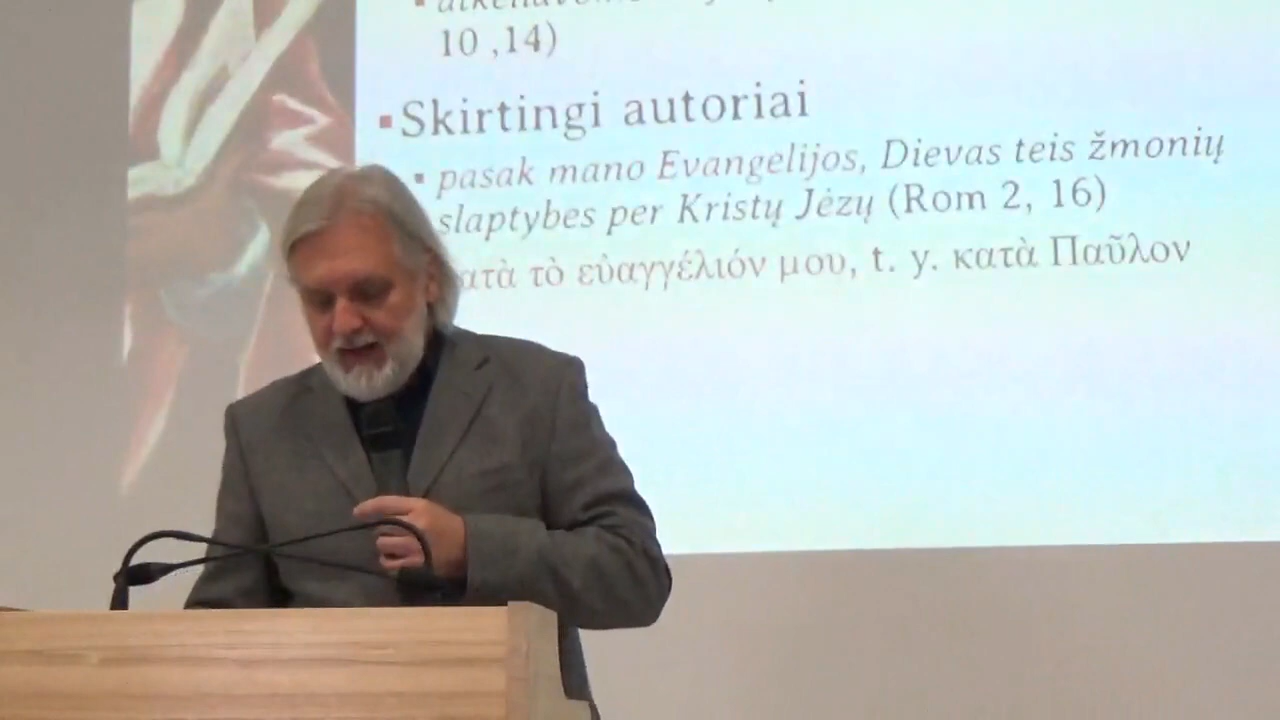 10 ,14)
Skirtingi autoriai
pasak mano Evangelijos, Dievas teis žmonių
slaptybes per Kristų Jėzų (Rom 2, 16)
τὸ εὐαγγέλιόν μου, t. y. κατὰ Παῦλον